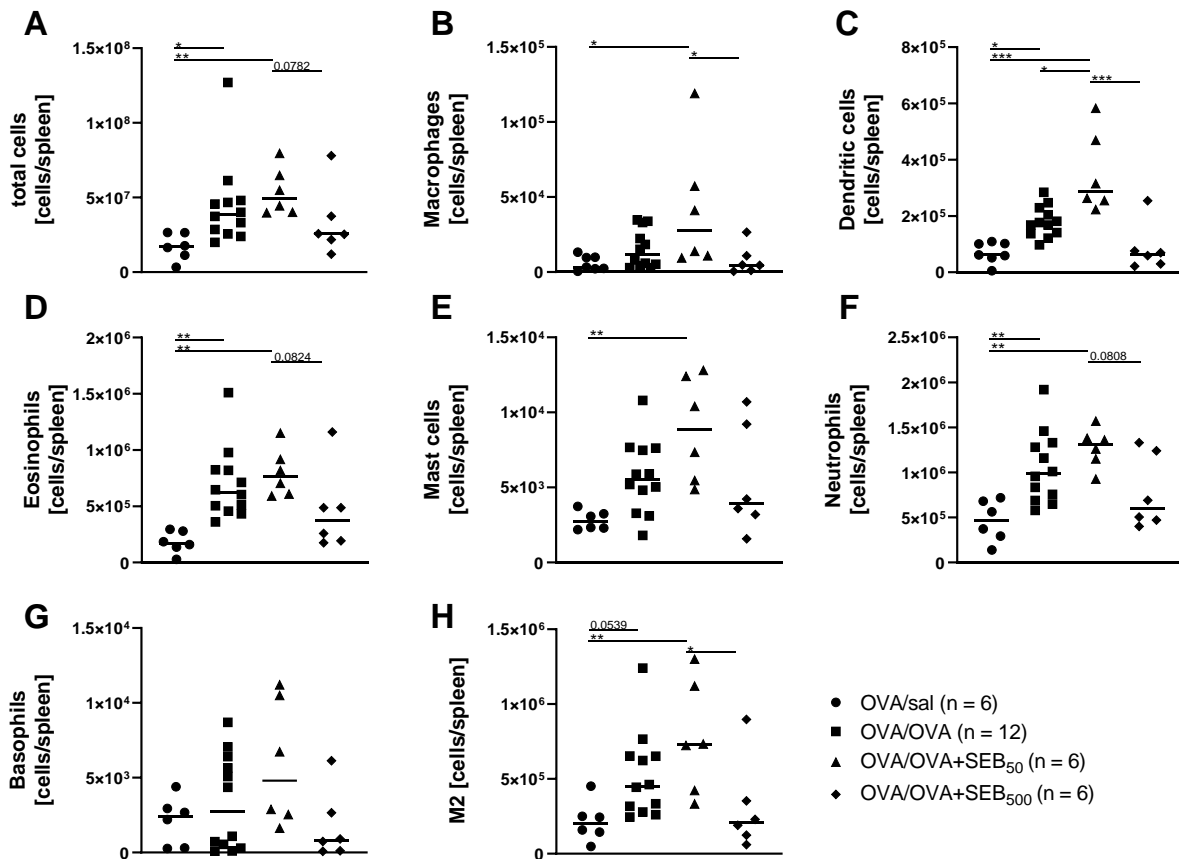 A
total cells
[cells/spleen]
1.5×10⁸
1×10⁸
5×10⁷
0
*
**
0.0782
B
Macrophages
[cells/spleen]
1.5×10⁵
1×10⁵
5×10⁴
0
*
*
C
Dendritic cells
[cells/spleen]
8×10⁵
6×10⁵
4×10⁵
2×10⁵
0
*
***
*
***
D
Eosinophils
[cells/spleen]
2×10⁶
1.5×10⁶
1×10⁶
5×10⁵
0
**
**
0.0824
E
Mast cells
[cells/spleen]
1.5×10⁴
1×10⁴
5×10³
0
**
F
Neutrophils
[cells/spleen]
2.5×10⁶
2×10⁶
1.5×10⁶
1×10⁶
5×10⁵
0
**
**
0.0808
G
Basophils
[cells/spleen]
1.5×10⁴
1×10⁴
5×10³
0
H
M2 [cells/spleen]
1.5×10⁶
1×10⁶
5×10⁵
0
0.0539
**
*
OVA/sal (n = 6)
OVA/OVA (n = 12)
OVA/OVA+SEB₅₀ (n = 6)
OVA/OVA+SEB₅₀₀ (n = 6)